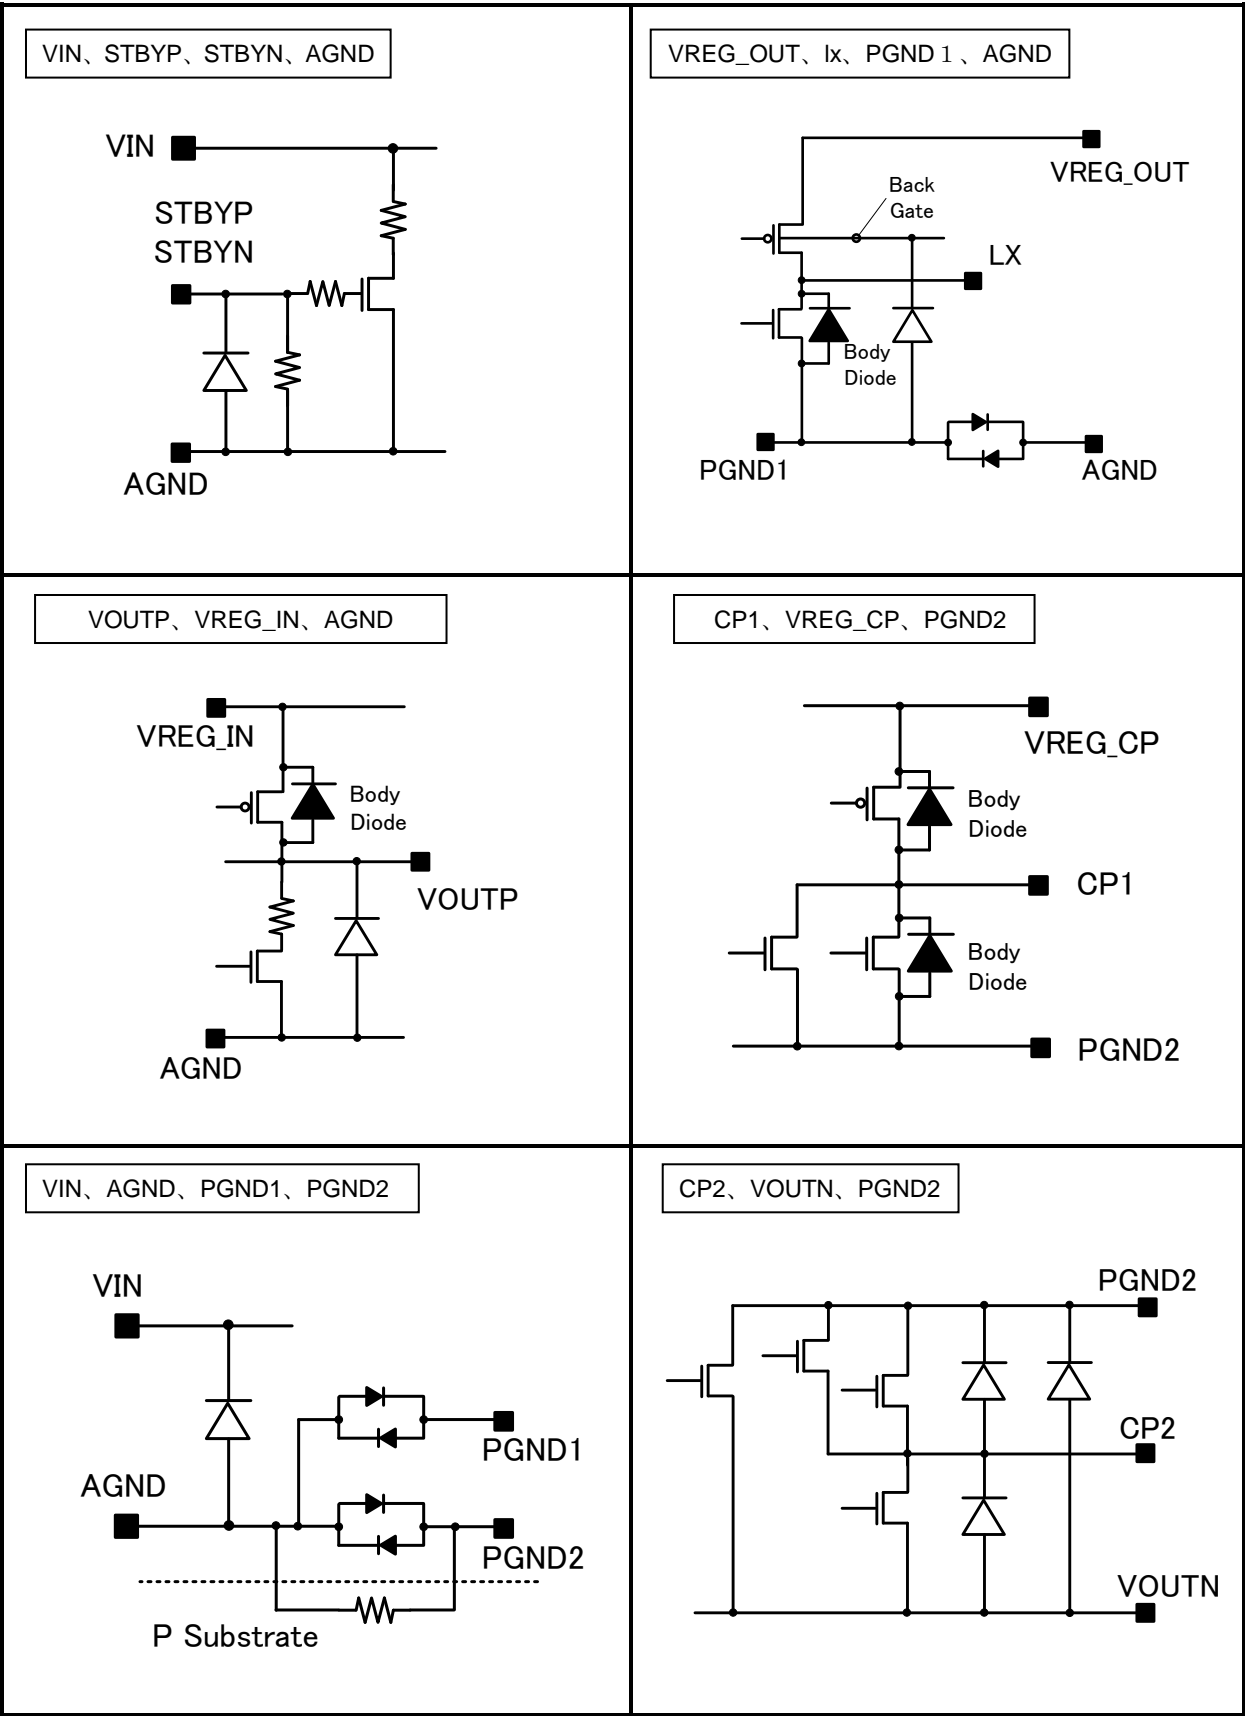 VIN、STBYP、STBYN、AGND
VIN
STBYP
STBYN
AGND
VREG_OUT、lx、PGND１、AGND
VREG_OUT
Back
Gate
LX
Body
Diode
PGND1
AGND
VOUTP、VREG_IN、AGND
VREG_IN
Body
Diode
VOUTP
AGND
CP1、VREG_CP、PGND2
VREG_CP
Body
Diode
CP1
Body
Diode
PGND2
VIN、AGND、PGND1、PGND2
VIN
PGND1
AGND
PGND2
P Substrate
CP2、VOUTN、PGND2
PGND2
CP2
VOUTN